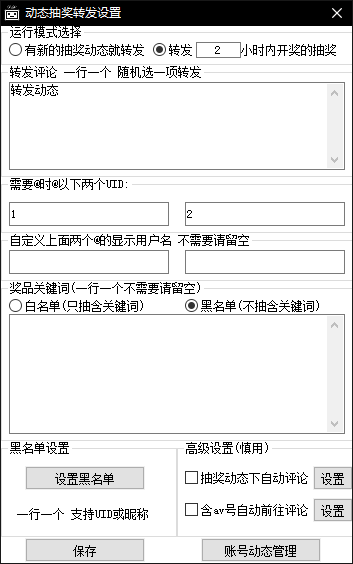 动态抽奖转发设置
运行模式选择
有新的抽奖动态就转发 转发 2 小时内开奖的抽奖
转发评论 一行一个 随机选一项转发
转发动态
需要@时@以下两个UID:
1 2
自定义上面两个@的显示用户名 不需要请留空
奖品关键词(一行一个不需要请留空)
白名单(只抽含关键词) 黑名单(不抽含关键词)
黑名单设置 高级设置(慎用)
设置黑名单 抽奖动态下自动评论 设置
一行一个 支持UID或昵称 含av号自动前往评论 设置
保存 账号动态管理